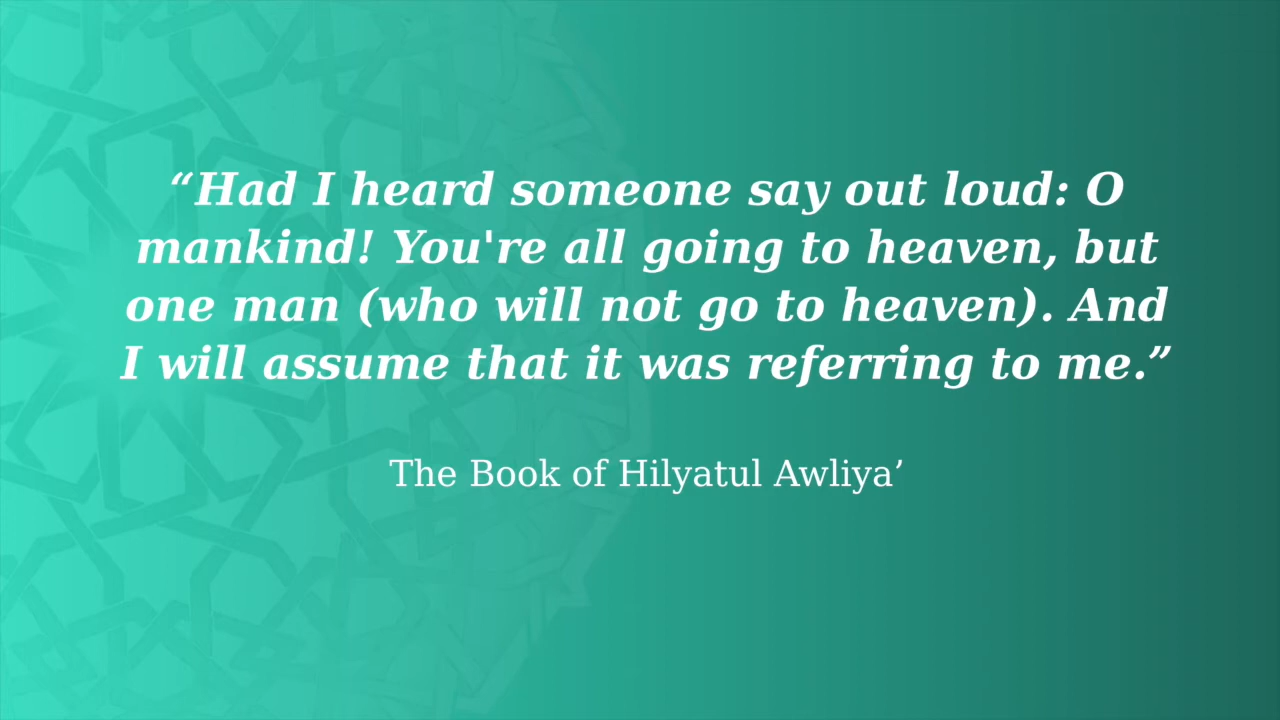 “Had I heard someone say out loud: O
mankind! You're all going to heaven, but
one man (who will not go to heaven). And
I will assume that it was referring to me.”
The Book of Hilyatul Awliya’